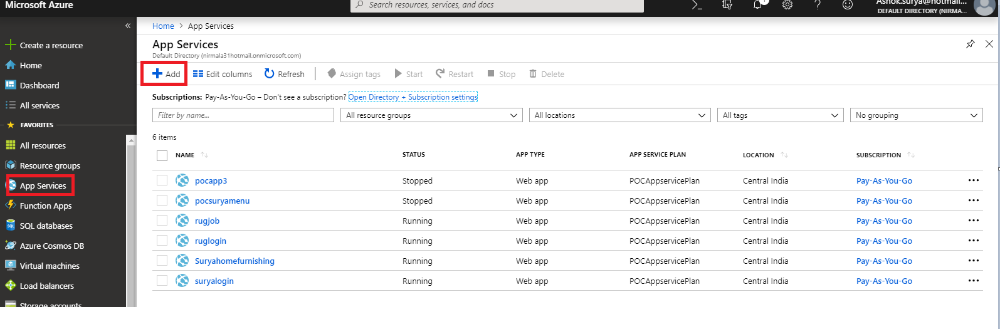 Microsoft Azure
Search resources, services, and docs
DEFAULT DIRECTORY (NIRMA...
«
Create a resource
Home
Dashboard
All services
FAVORITES
All resources
Resource groups
App Services
Function Apps
SQL databases
Azure Cosmos DB
Virtual machines
Load balancers
Storage accounts
Home > App Services
App Services
Default Directory (nirmala31hotmail.onmicrosoft.com)
Add Edit columns Refresh Assign tags Start Restart Stop Delete
Subscriptions: Pay-As-You-Go – Don't see a subscription? Open Directory + Subscription settings
Filter by name... All resource groups All locations All tags No grouping
6 items
NAME STATUS APP TYPE APP SERVICE PLAN LOCATION SUBSCRIPTION
pocapp3 Stopped Web app POCAppservicePlan Central India Pay-As-You-Go
pocsuryamenu Stopped Web app POCAppservicePlan Central India Pay-As-You-Go
rugjob Running Web app POCAppservicePlan Central India Pay-As-You-Go
ruglogin Running Web app POCAppservicePlan Central India Pay-As-You-Go
Suryahomefurnishing Running Web app POCAppservicePlan Central India Pay-As-You-Go
suryalogin Running Web app POCAppservicePlan Central India Pay-As-You-Go